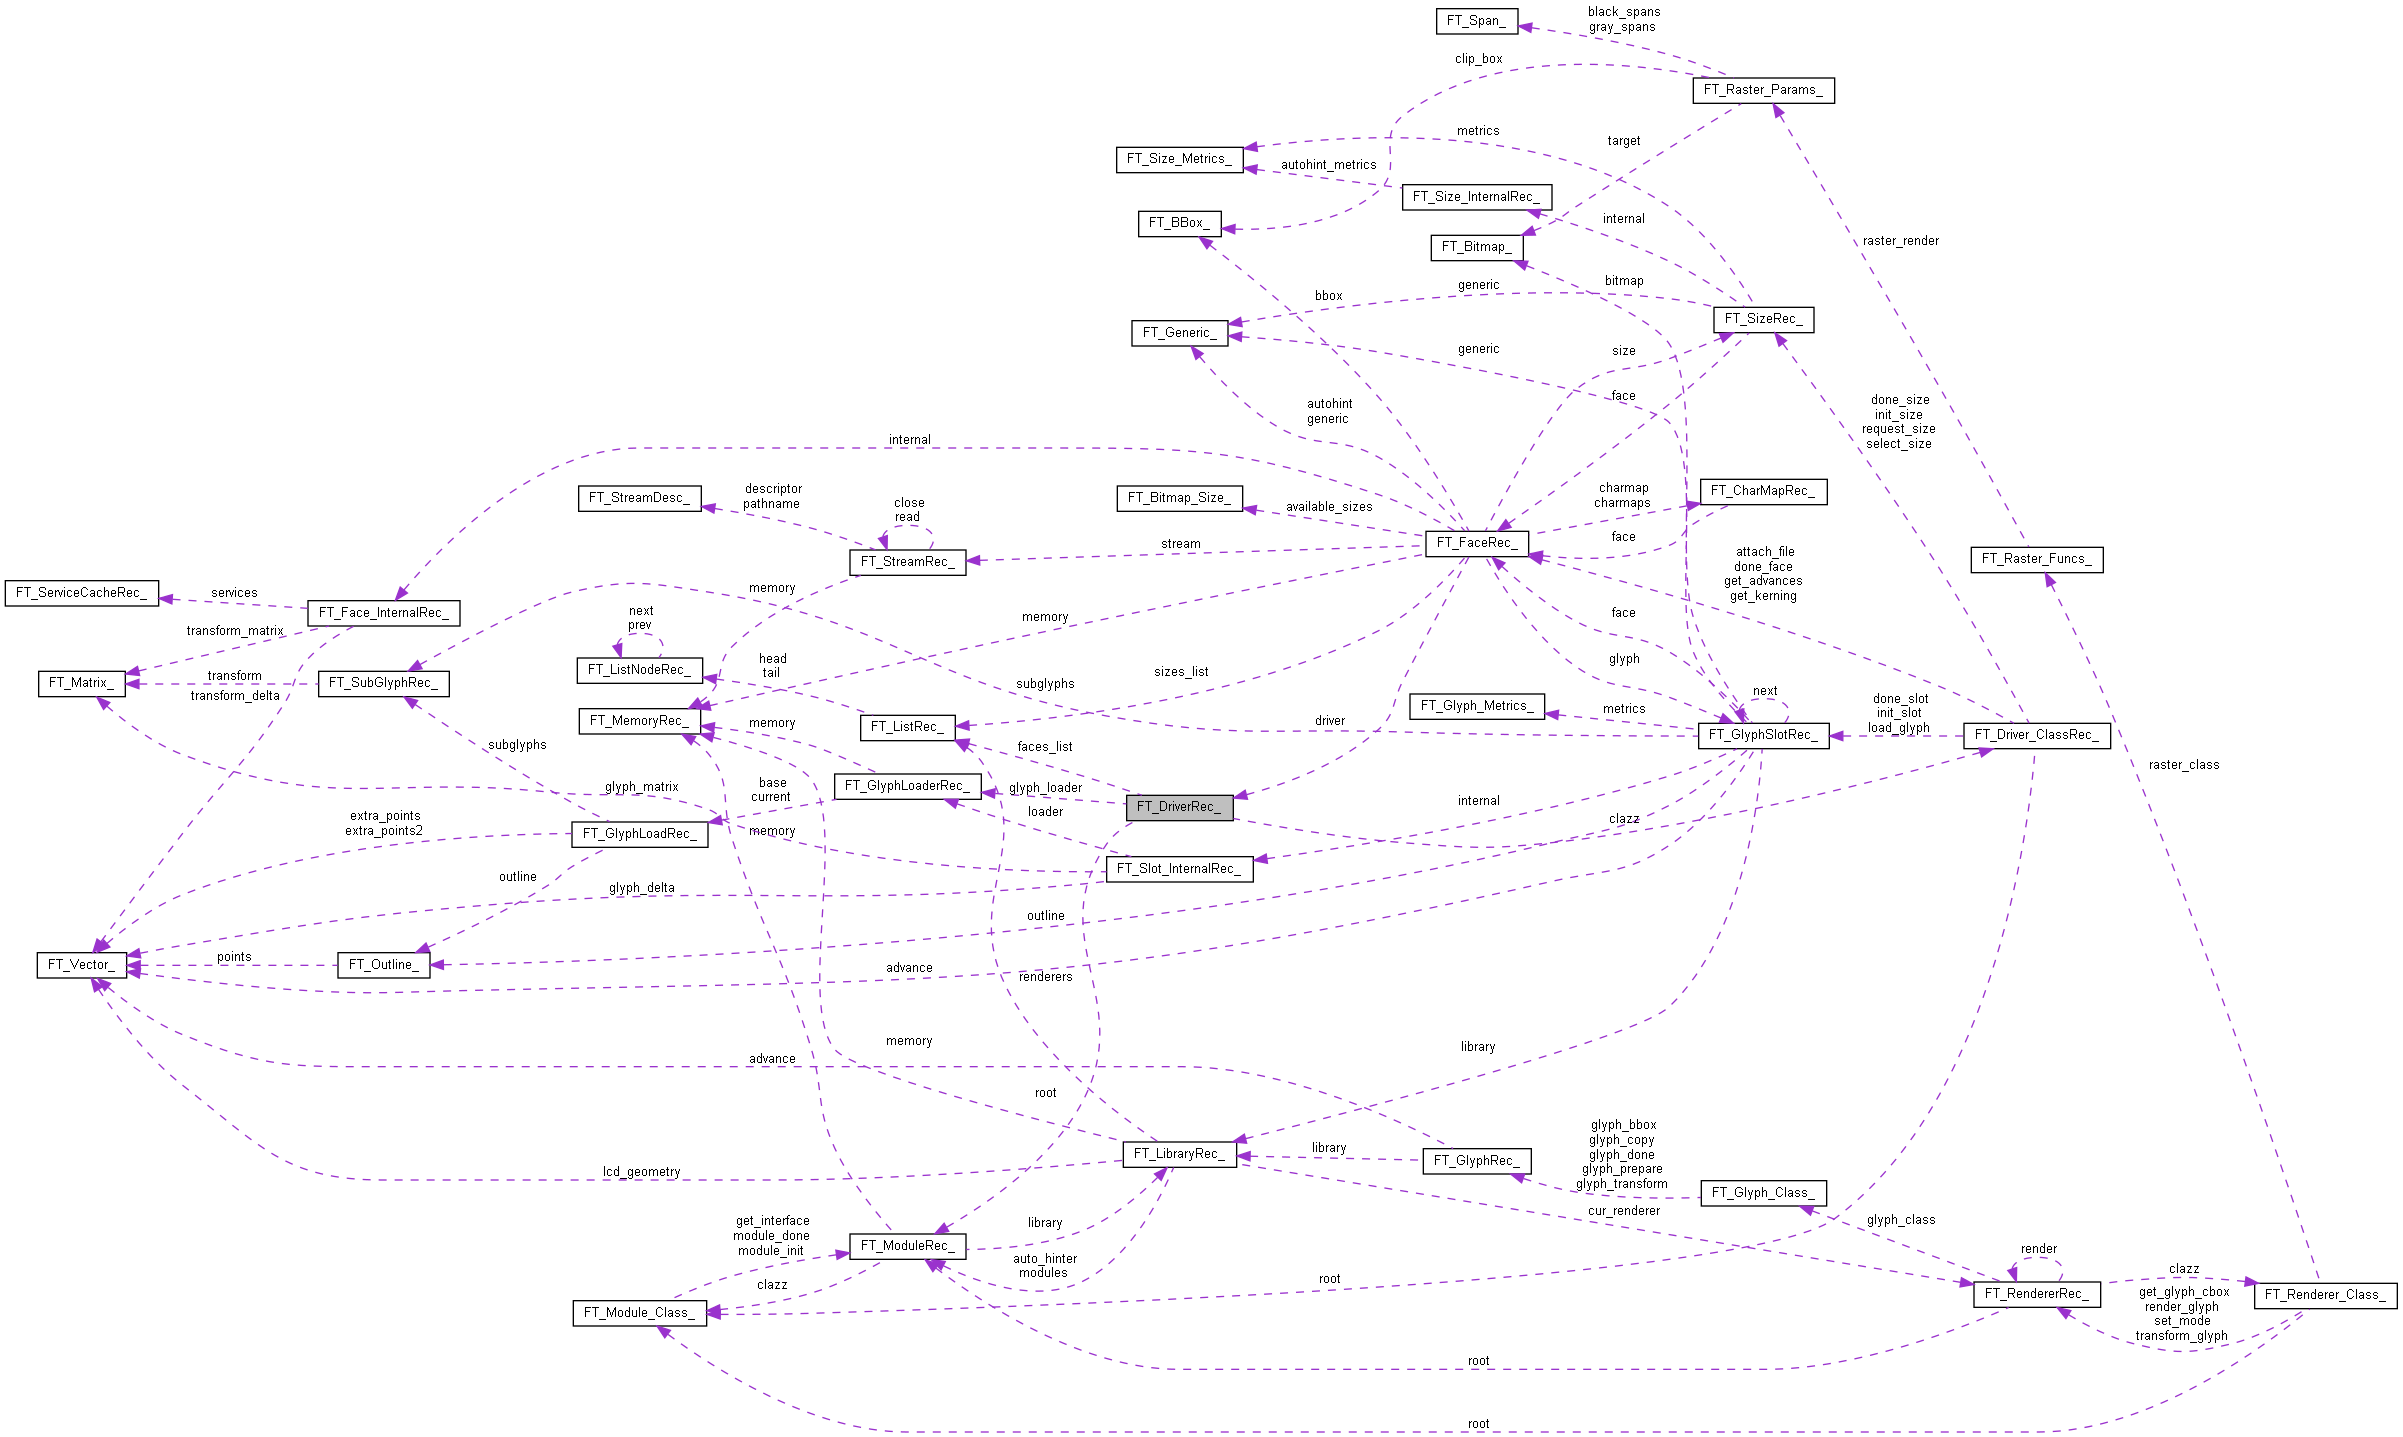 black_spans
FT_Span_
gray_spans
clip_box
FT_Raster_Params_
metrics
target
FT_Size_Metrics_
autohint_metrics
FT_Size_InternalRec_
FT_BBox_
internal
FT_Bitmap_
raster_render
bitmap
generic
bbox
FT_SizeRec_
FT_Generic_
generic
size
face
done_size
init_size
request_size
select_size
autohint
generic
internal
FT_StreamDesc_
descriptor
pathname
close
read
FT_Bitmap_Size_
available_sizes
charmap
charmaps
FT_CharMapRec_
face
FT_FaceRec_
stream
FT_StreamRec_
attach_file
done_face
get_advances
get_kerning
FT_Raster_Funcs_
FT_ServiceCacheRec_
services
FT_Face_InternalRec_
memory
next
prev
memory
face
transform_matrix
FT_ListNodeRec_
head
tail
sizes_list
glyph
FT_Matrix_
transform
FT_SubGlyphRec_
transform_delta
subglyphs
next
FT_Glyph_Metrics_
metrics
done_slot
init_slot
load_glyph
FT_MemoryRec_
memory
FT_ListRec_
driver
FT_GlyphSlotRec_
FT_Driver_ClassRec_
subglyphs
faces_list
raster_class
glyph_matrix
base
current
FT_GlyphLoaderRec_
glyph_loader
FT_DriverRec_
internal
loader
extra_points
extra_points2
FT_GlyphLoadRec_
memory
clazz
outline
glyph_delta
FT_Slot_InternalRec_
outline
FT_Vector_
points
FT_Outline_
advance
renderers
memory
library
advance
root
lcd_geometry
FT_LibraryRec_
library
FT_GlyphRec_
glyph_bbox
glyph_copy
glyph_done
glyph_prepare
glyph_transform
FT_Glyph_Class_
cur_renderer
glyph_class
get_interface
module_done
module_init
FT_ModuleRec_
library
auto_hinter
modules
render
clazz
root
clazz
FT_Module_Class_
FT_RendererRec_
FT_Renderer_Class_
get_glyph_cbox
render_glyph
set_mode
transform_glyph
root
root